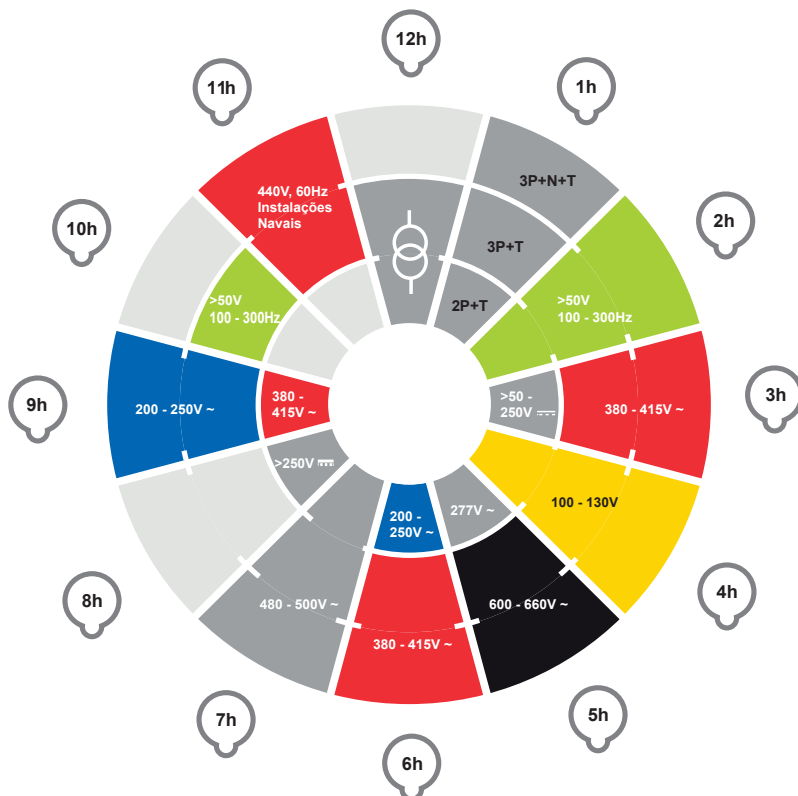 12h
11h
1h
3P+N+T
440V, 60Hz
Instalações
Navais
10h
2h
3P+T
>50V
100 - 300Hz
2P+T
>50V
100 - 300Hz
9h
200 - 250V ~
380 -
415V ~
>50 -
250V ⎓
380 - 415V ~
3h
>250V ⎓
100 - 130V
200 -
250V ~
277V ~
8h
480 - 500V ~
600 - 660V ~
4h
380 - 415V ~
7h
5h
6h